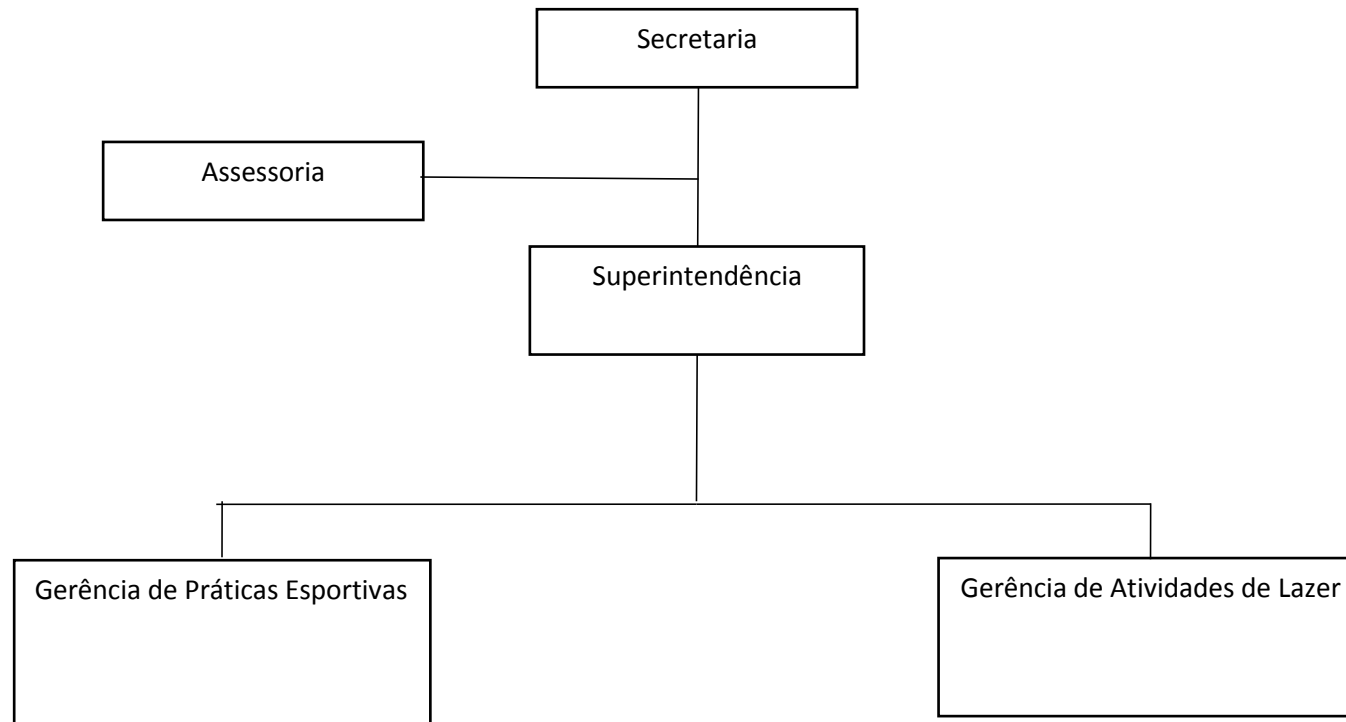 Secretaria
Assessoria
Superintendência
Gerência de Práticas Esportivas
Gerência de Atividades de Lazer